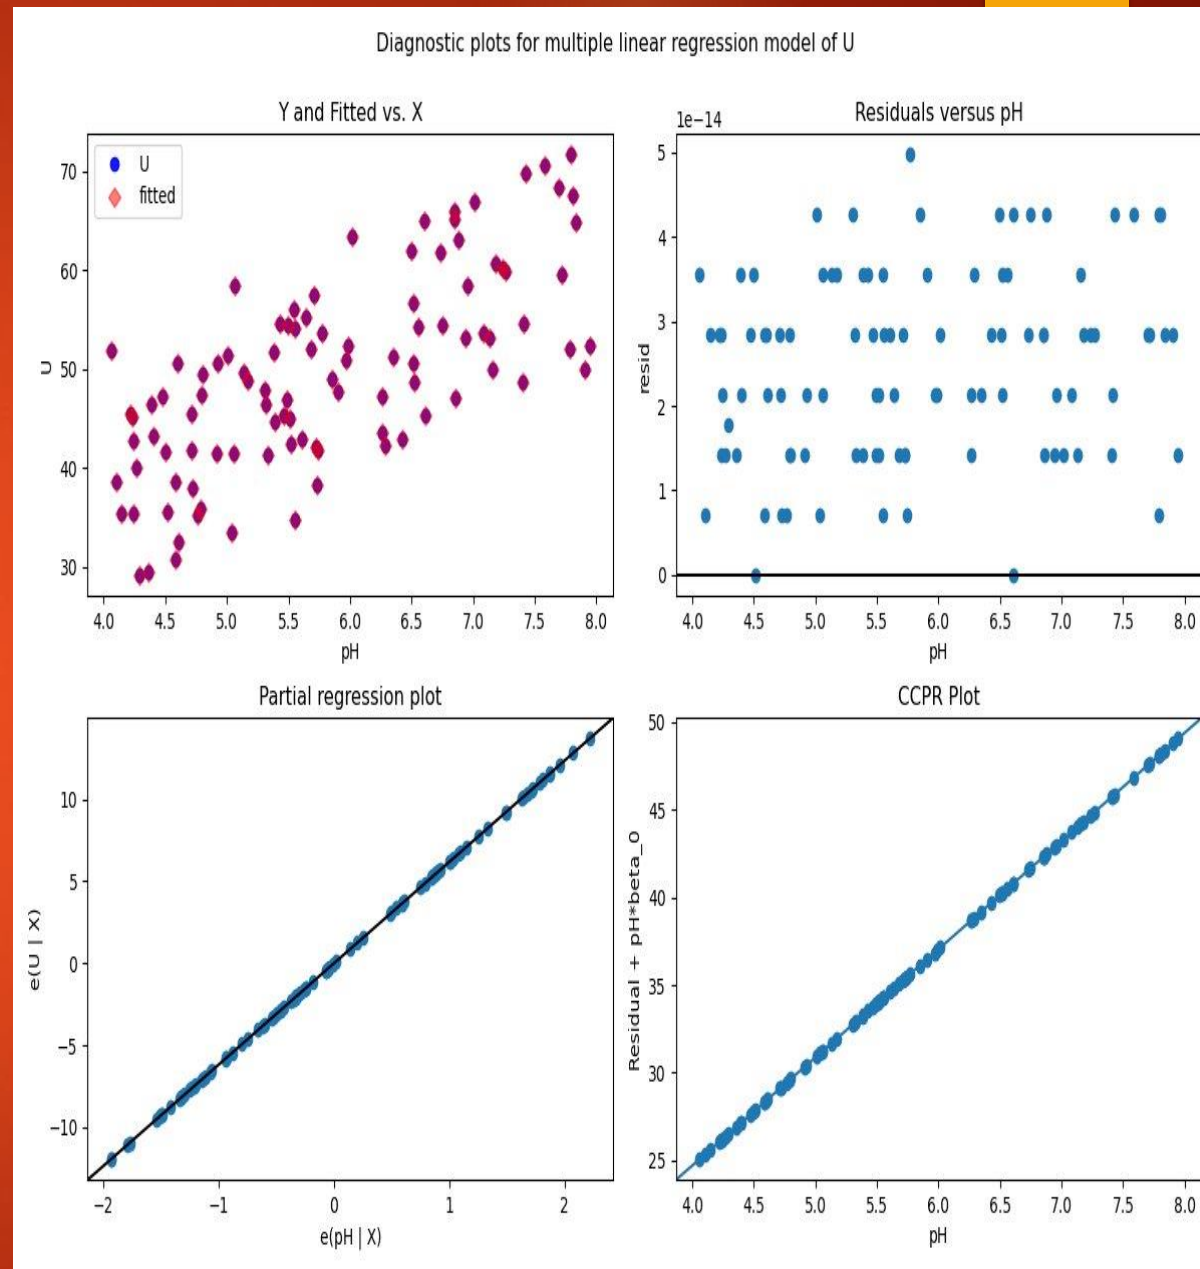 Diagnostic plots for multiple linear regression model of U
Y and Fitted vs. X
U
fitted
70
60
50
40
30
U
4.0 4.5 5.0 5.5 6.0 6.5 7.0 7.5 8.0
pH
Residuals versus pH
1e−14
5
4
3
2
1
0
resid
4.0 4.5 5.0 5.5 6.0 6.5 7.0 7.5 8.0
pH
Partial regression plot
10
5
0
−5
−10
e(U | X)
−2 −1 0 1 2
e(pH | X)
CCPR Plot
50
45
40
35
30
25
Residual + pH*beta_0
4.0 4.5 5.0 5.5 6.0 6.5 7.0 7.5 8.0
pH